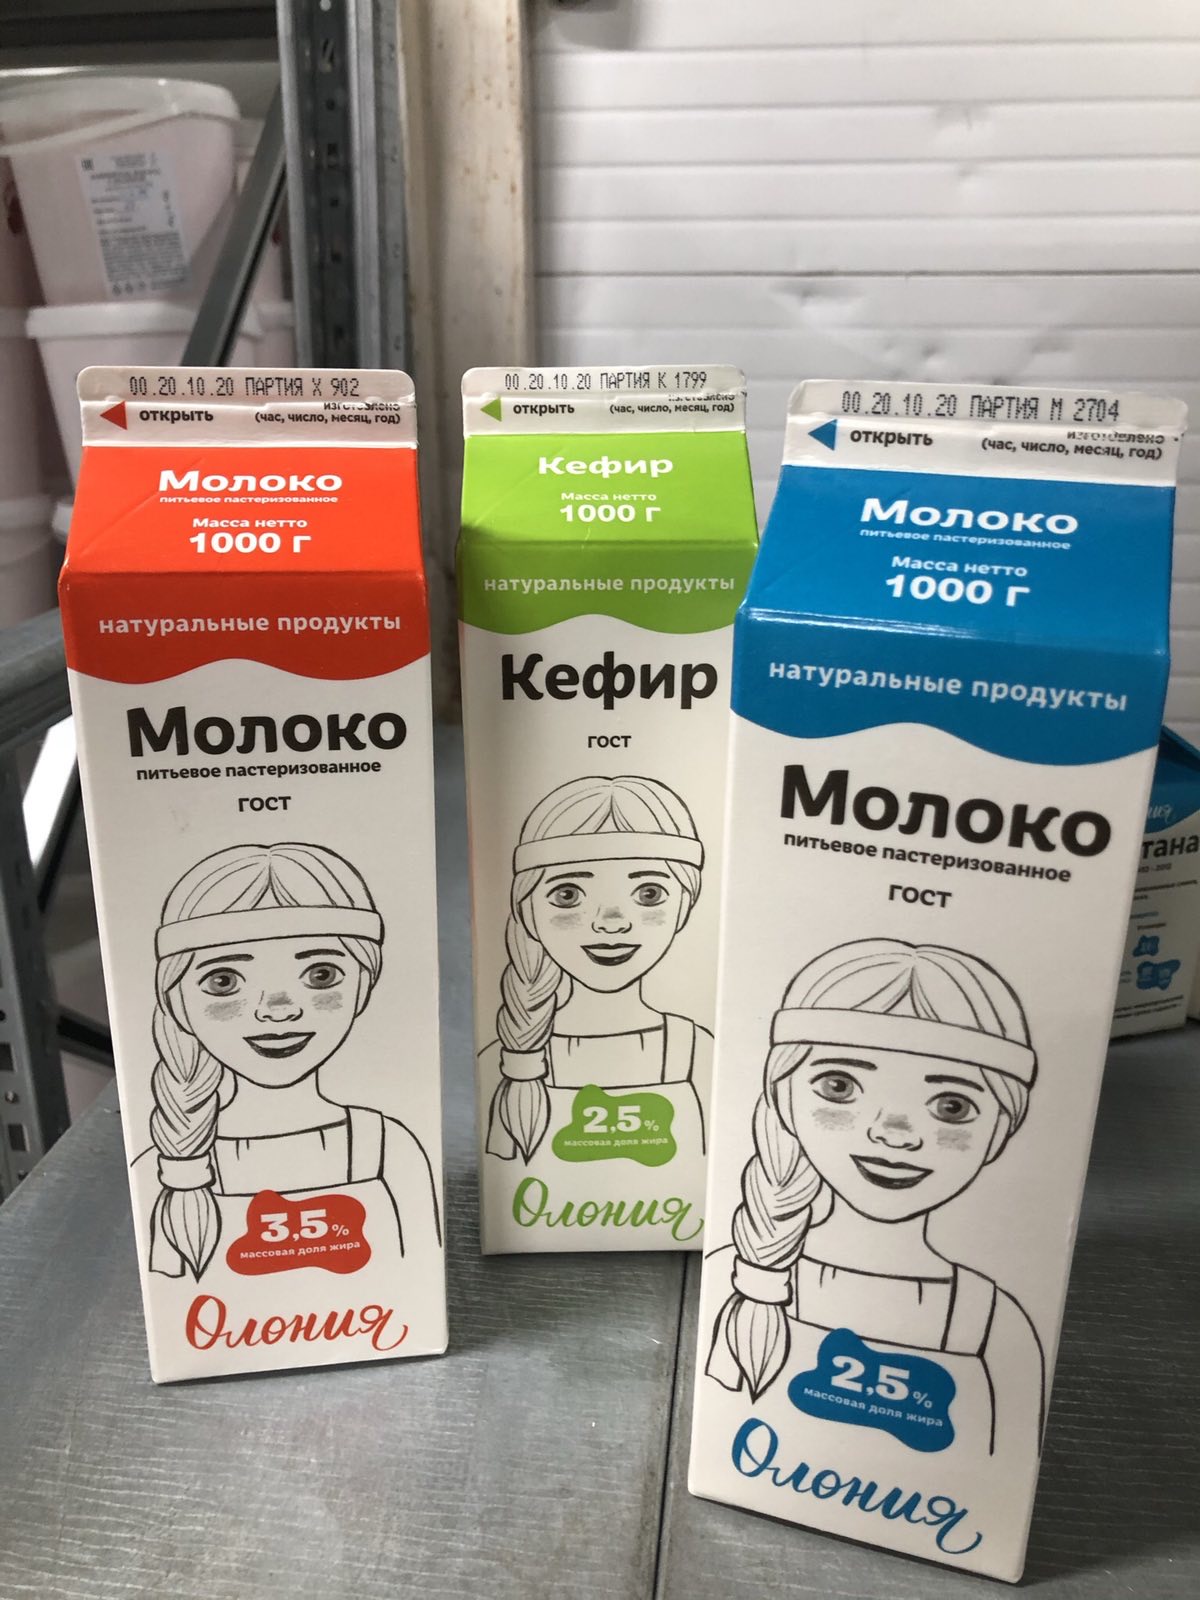 00.20.10.20 ПАРТИЯ Х 902
изготовлено
открыть
(час, число, месяц, год)
Молоко
питьевое пастеризованное
Масса нетто
1000 г
натуральные продукты
Молоко
питьевое пастеризованное
ГОСТ
3,5%
массовая доля жира
Олония
00.20.10.20 ПАРТИЯ К 1799
изготовлено
открыть
(час, число, месяц, год)
Кефир
Масса нетто
1000 г
натуральные продукты
Кефир
ГОСТ
2,5%
массовая доля жира
Олония
00.20.10.20 ПАРТИЯ М 2704
изготовлено
открыть
(час, число, месяц, год)
Молоко
питьевое пастеризованное
Масса нетто
1000 г
натуральные продукты
Молоко
питьевое пастеризованное
ГОСТ
2,5%
массовая доля жира
Олония
тана